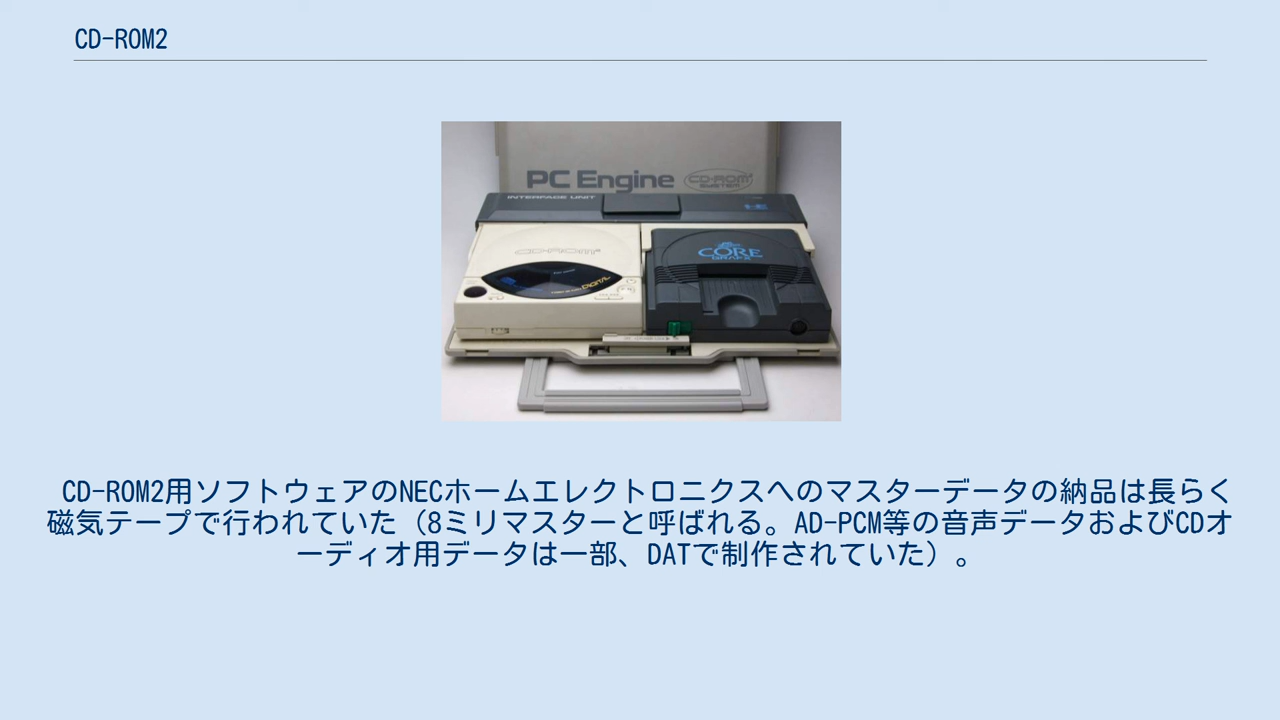 CD-ROM2
PC Engine
CD-ROM²
SYSTEM
INTERFACE UNIT
CD-ROM²
CORE
GRAFX
DIGITAL
CD-ROM2用ソフトウェアのNECホームエレクトロニクスへのマスターデータの納品は長らく
磁気テープで行われていた（8ミリマスターと呼ばれる。AD-PCM等の音声データおよびCDオ
ーディオ用データは一部、DATで制作されていた）。